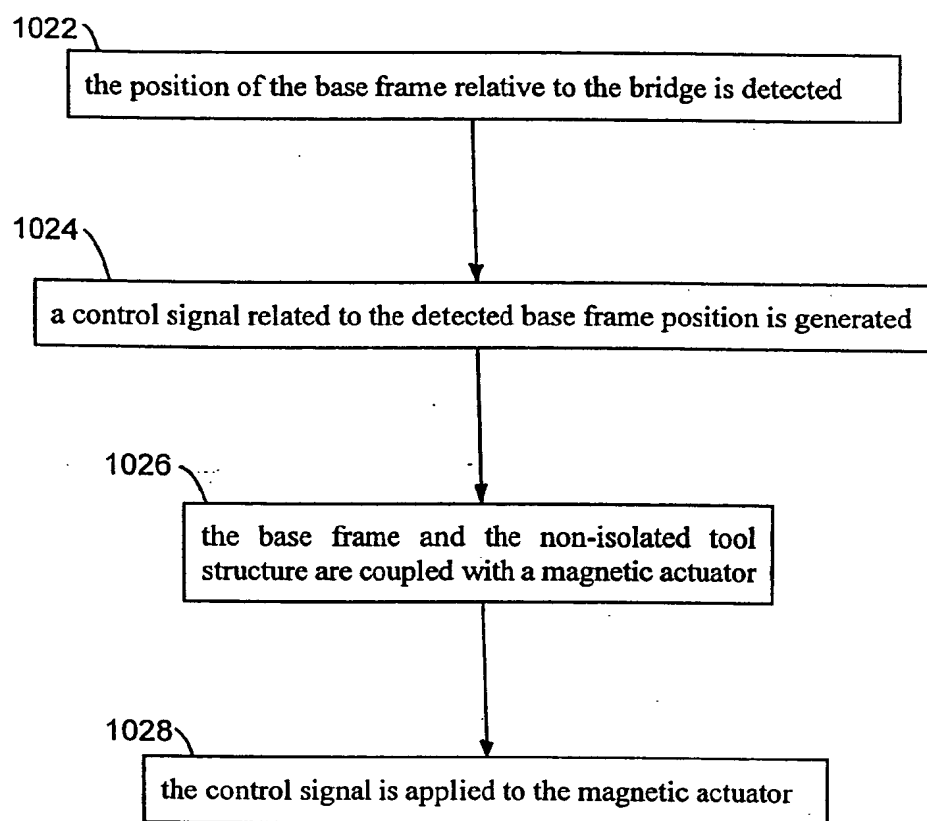 1022
the position of the base frame relative to the bridge is detected
1024
a control signal related to the detected base frame position is generated
1026
the base frame and the non-isolated tool
structure are coupled with a magnetic actuator
1028
the control signal is applied to the magnetic actuator